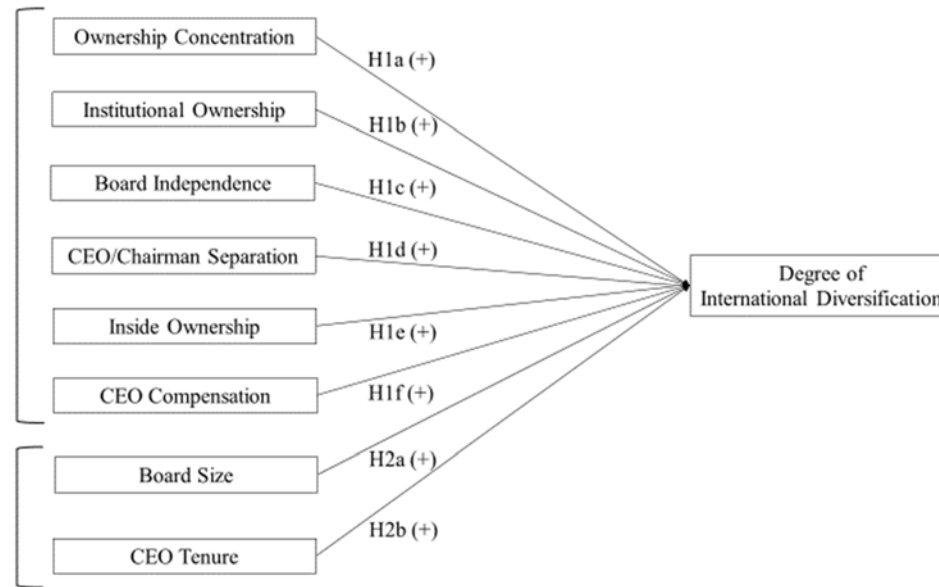 Ownership Concentration
H1a (+)
Institutional Ownership
H1b (+)
Board Independence
H1c (+)
CEO/Chairman Separation
H1d (+)
Degree of
International Diversification
Inside Ownership
H1e (+)
CEO Compensation
H1f (+)
Board Size
H2a (+)
CEO Tenure
H2b (+)